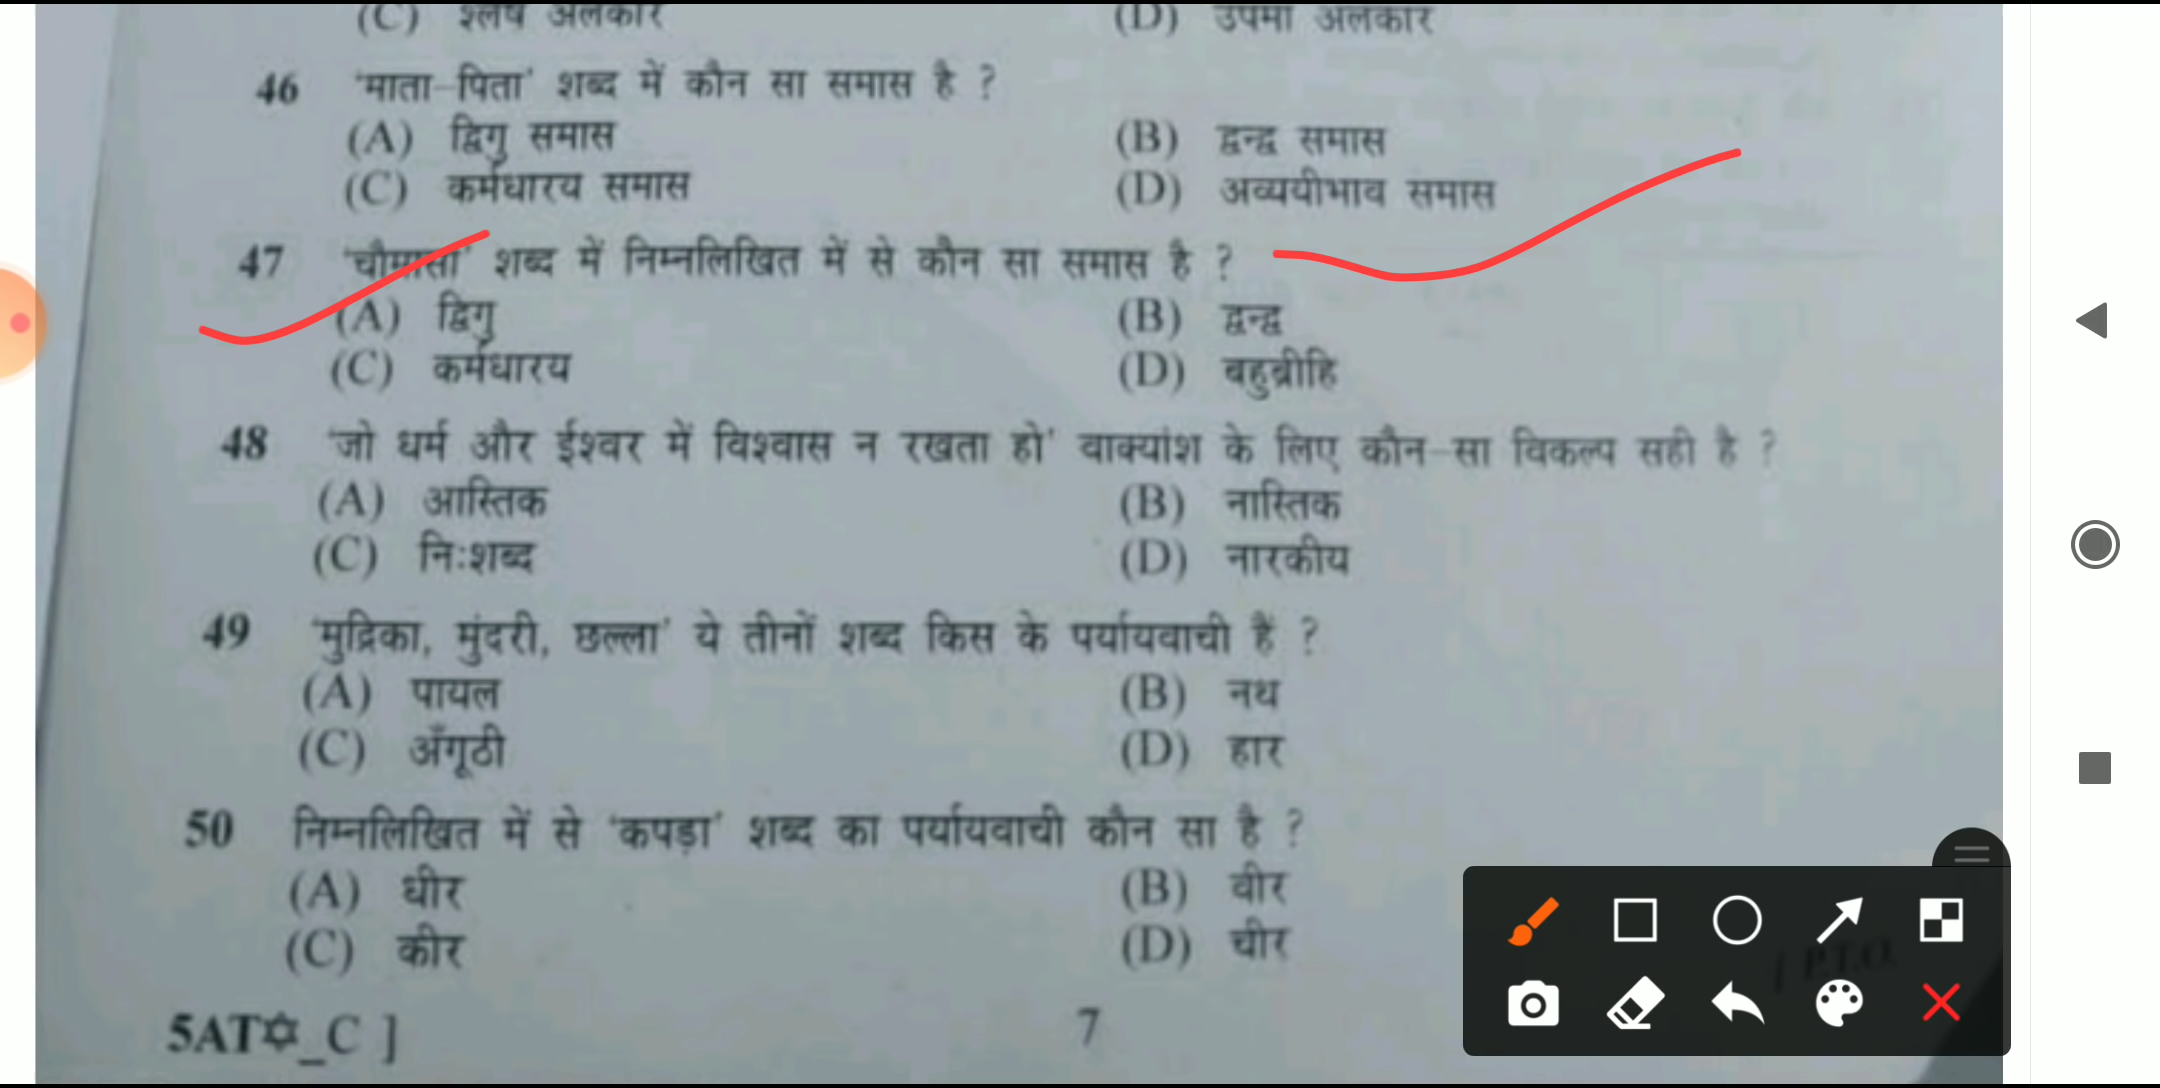 (C) श्लेष अलंकार (D) उपमा अलंकार
46 'माता-पिता' शब्द में कौन सा समास है ?
(A) द्विगु समास (B) द्वन्द्व समास
(C) कर्मधारय समास (D) अव्ययीभाव समास
47 'चौमासा' शब्द में निम्नलिखित में से कौन सा समास है ?
(A) द्विगु (B) द्वन्द्व
(C) कर्मधारय (D) बहुब्रीहि
48 'जो धर्म और ईश्वर में विश्वास न रखता हो' वाक्यांश के लिए कौन-सा विकल्प सही है ?
(A) आस्तिक (B) नास्तिक
(C) निःशब्द (D) नारकीय
49 'मुद्रिका, मुंदरी, छल्ला' ये तीनों शब्द किस के पर्यायवाची हैं ?
(A) पायल (B) नथ
(C) अँगूठी (D) हार
50 निम्नलिखित में से 'कपड़ा' शब्द का पर्यायवाची कौन सा है ?
(A) धीर (B) वीर
(C) कीर (D) चीर
[ P.T.O.
5AT✡_C ] 7